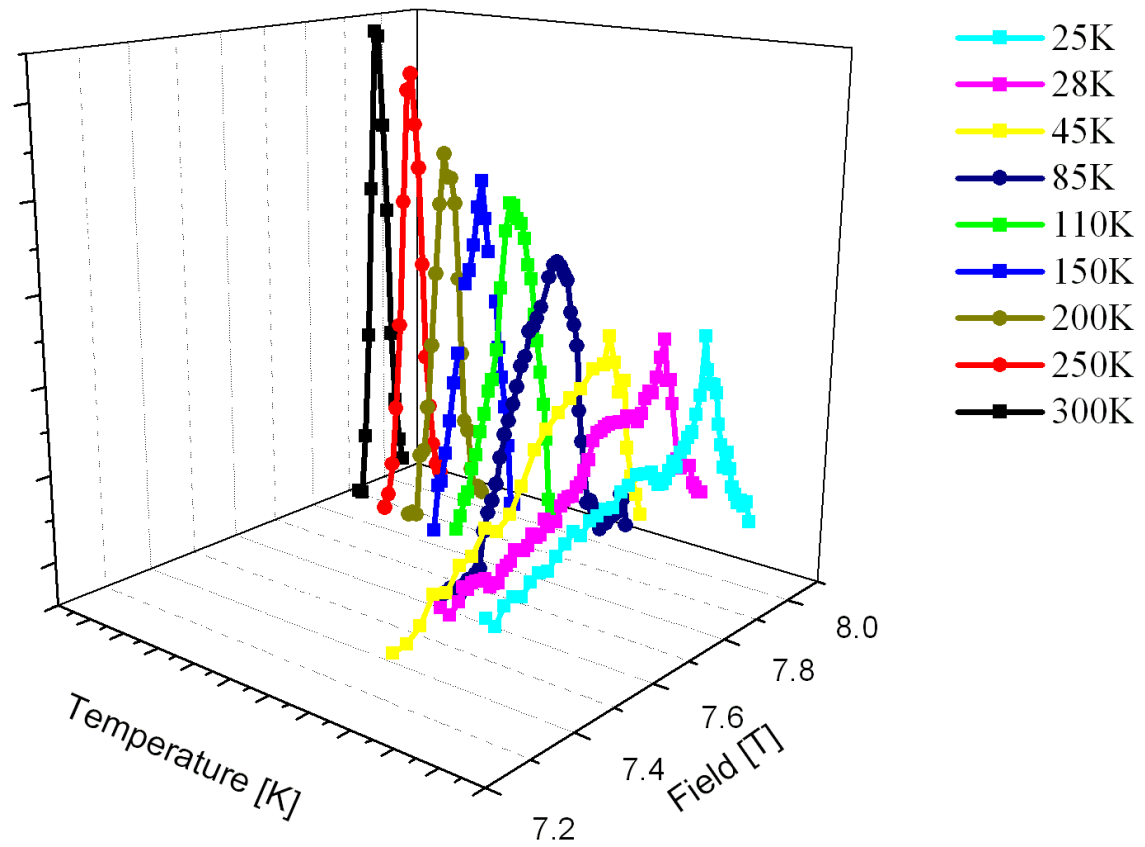 25K
28K
45K
85K
110K
150K
200K
250K
300K
8.0
7.8
7.6
7.4
7.2
Temperature [K]
Field [T]